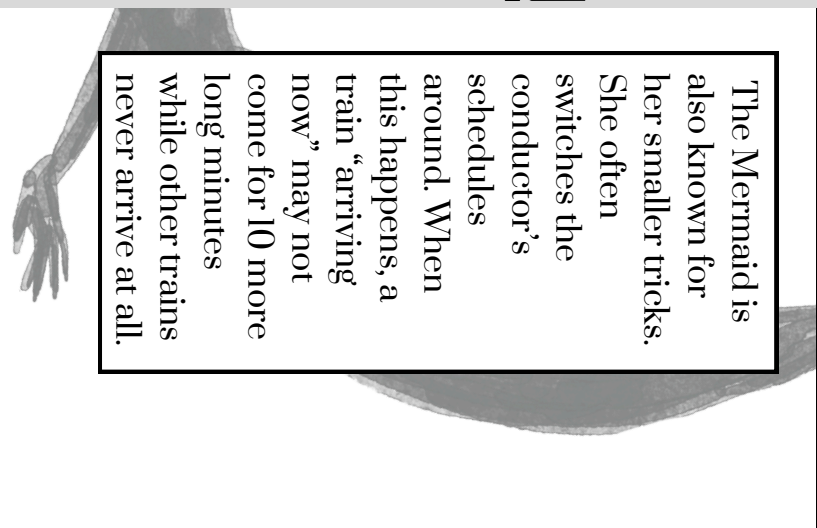 The Mermaid is
also known for
her smaller tricks.
She often
switches the
conductor’s
schedules
around. When
this happens, a
train “arriving
now” may not
come for 10 more
long minutes
while other trains
never arrive at all.